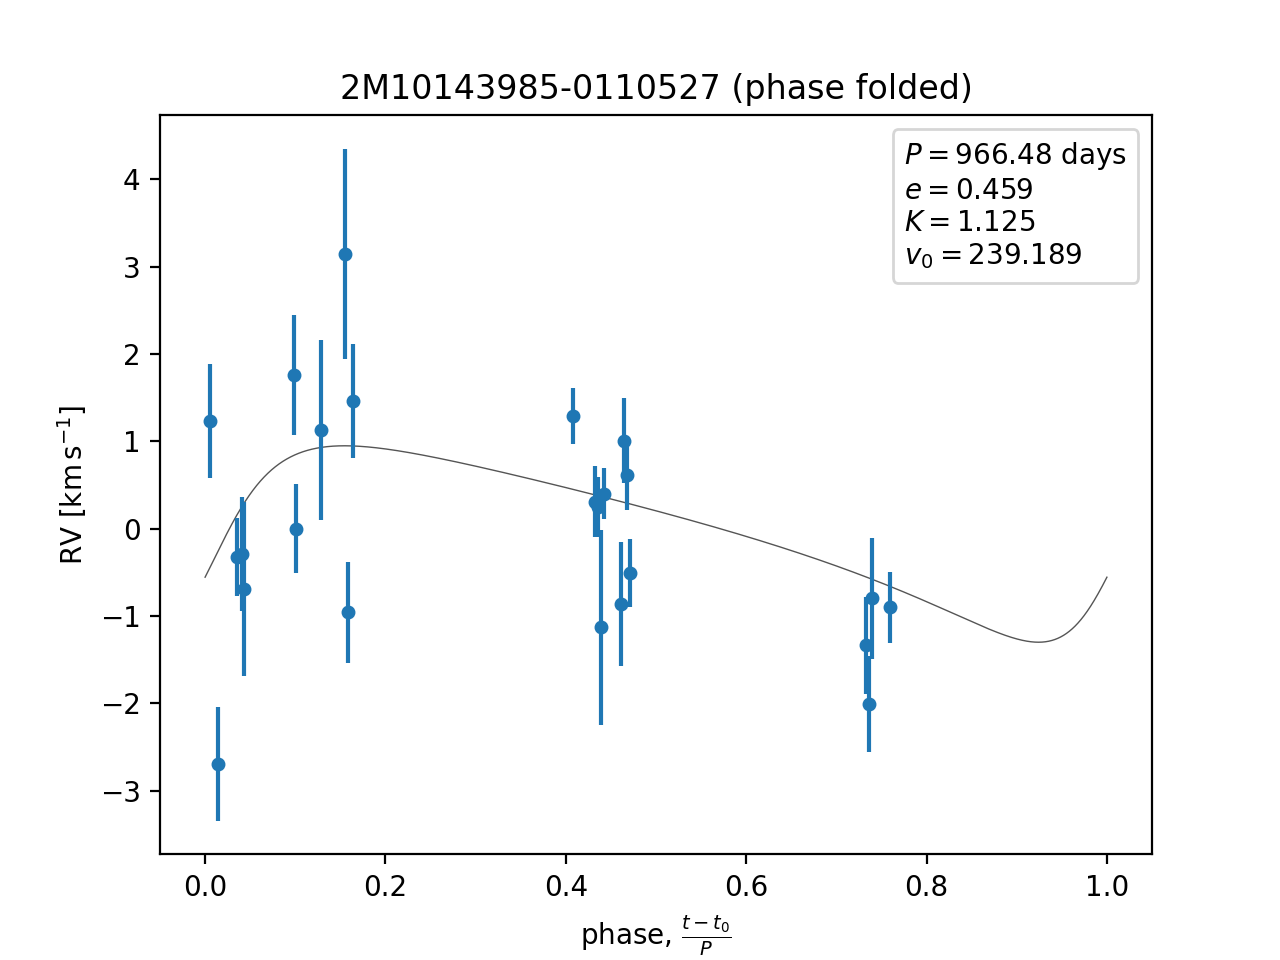 2M10143985-0110527 (phase folded)
P = 966.48 days
e = 0.459
K = 1.125
v₀ = 239.189
4
3
2
1
0
−1
−2
−3
RV [km s⁻¹]
0.0 0.2 0.4 0.6 0.8 1.0
phase, (t − t₀)/P